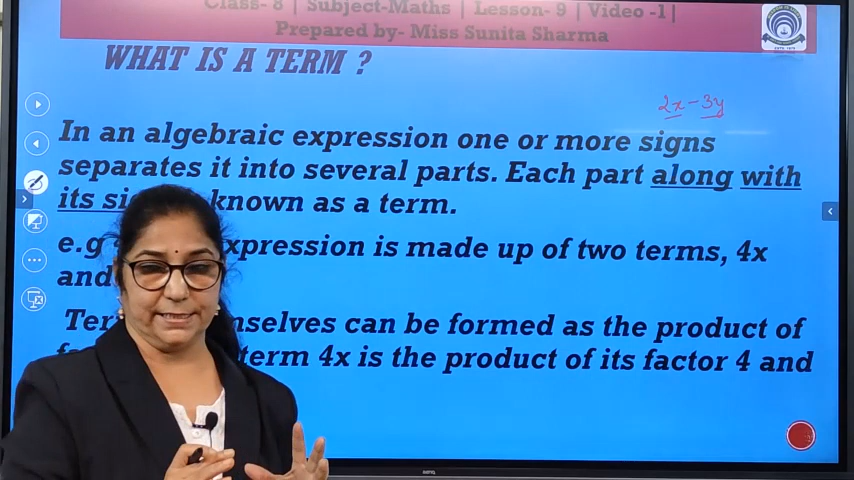 Class- 8 | Subject-Maths | Lesson- 9 | Video -1|
Prepared by- Miss Sunita Sharma
WHAT IS A TERM ?
2x-3y
In an algebraic expression one or more signs
separates it into several parts. Each part along with
its known as a term.
e.g expression is made up of two terms, 4x
and
can be formed as the product of
term 4x is the product of its factor 4 and